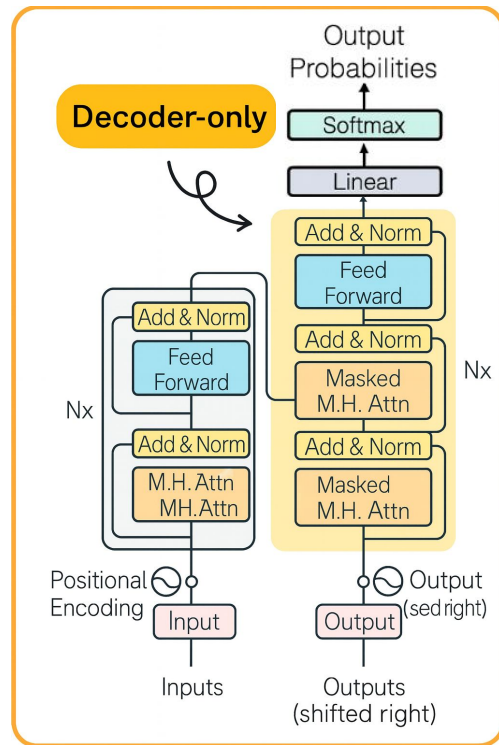 Output
Probabilities
Softmax
Linear
Decoder-only
Add & Norm
Feed
Forward
Add & Norm
Masked
M.H. Attn
Add & Norm
Masked
M.H. Attn
Nx
Add & Norm
Feed
Forward
Nx
Add & Norm
M.H. Attn
MH. Attn
Positional
Encoding
Input
Inputs
Output
(sed right)
Output
Outputs
(shifted right)